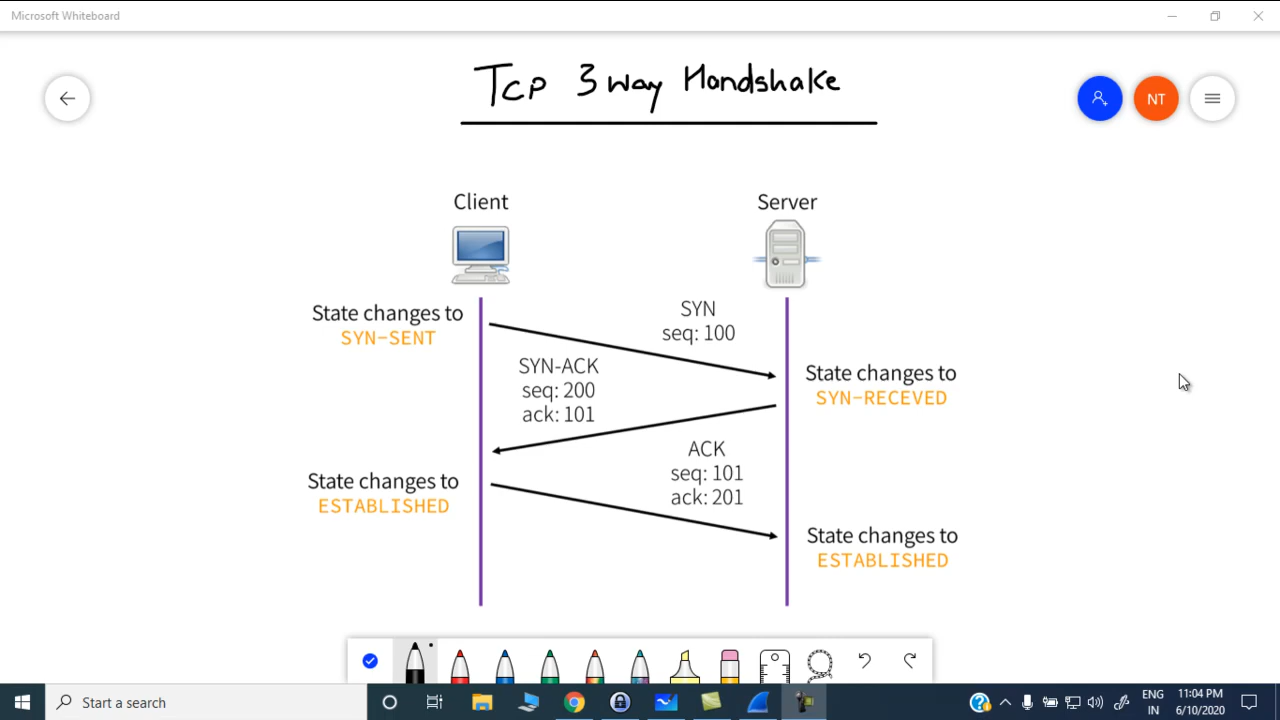 Microsoft Whiteboard
TCP 3 way Handshake
NT
Client
Server
State changes to
SYN-SENT
SYN
seq: 100
SYN-ACK
seq: 200
ack: 101
State changes to
SYN-RECEVED
ACK
seq: 101
ack: 201
State changes to
ESTABLISHED
State changes to
ESTABLISHED
Start a search
ENG
IN
11:04 PM
6/10/2020